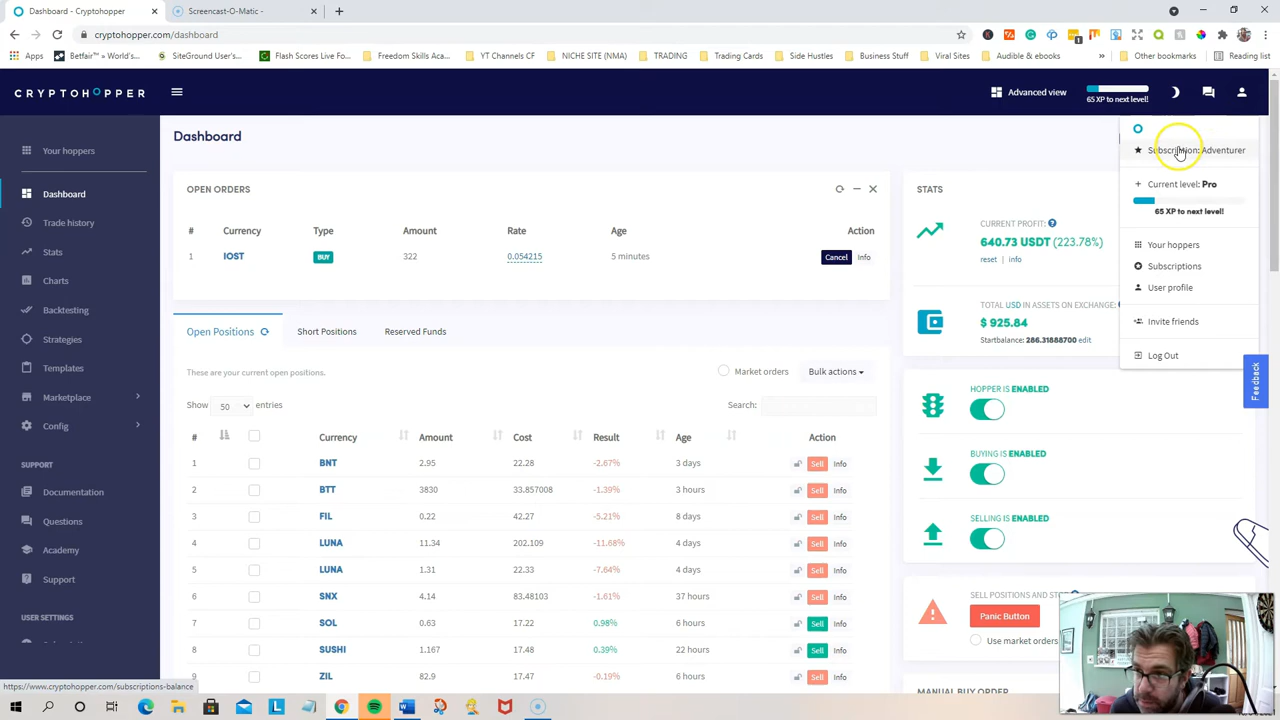 Dashboard - Cryptohopper
Screencast-O-Matic -
cryptohopper.com/dashboard
Apps
Betfair™ » World's...
SiteGround Web H...
Flash Scores Live Fo...
Freedom Skills Mast...
YT Channels CF
NICHE SITE (NMA)
TRADING
Trading Cards
Side Hustles
Business Stuff
Viral Sites
Audible & ebooks
Other bookmarks
Reading list
CRYPTOHOPPER
Advanced view
65 XP to next level!
Your hoppers
Dashboard
Trade history
Stats
Charts
Backtesting
Strategies
Templates
Marketplace
Config
SUPPORT
Documentation
Questions
Academy
Support
USER SETTINGS
Dashboard
OPEN ORDERS
# Currency Type Amount Rate Age Action
1 IOST BUY 322 0.054215 5 minutes Cancel Info
Open Positions
Short Positions
Reserved Funds
These are your current open positions.
Market orders
Bulk actions
Show 50 entries
Search:
# Currency Amount Cost Result Age Action
1 BNT 2.95 22.28 -2.67% 3 days Sell Info
2 BTT 3830 33.857008 -1.39% 3 hours Sell Info
3 FIL 0.22 42.27 -5.21% 8 days Sell Info
4 LUNA 11.34 202.109 -11.68% 4 days Sell Info
5 LUNA 1.31 22.33 -7.64% 4 days Sell Info
6 SNX 4.14 83.48103 -1.61% 37 hours Sell Info
7 SOL 0.63 17.22 0.98% 6 hours Sell Info
8 SUSHI 1.167 17.48 0.39% 22 hours Sell Info
9 ZIL 82.9 17.47 -0.19% 6 hours Sell Info
STATS
CURRENT PROFIT:
640.73 USDT (223.78%)
reset | info
TOTAL USD IN ASSETS ON EXCHANGE:
$ 925.84
Startbalance: 286.31888700 edit
HOPPER IS ENABLED
BUYING IS ENABLED
SELLING IS ENABLED
SELL POSITIONS AND
Panic Button
Use market orders
MANUAL BUY ORDER
Subscription: Adventurer
Current level: Pro
65 XP to next level!
Your hoppers
Subscriptions
User profile
Invite friends
Log Out
Feedback
https://www.cryptohopper.com/subscriptions-balance